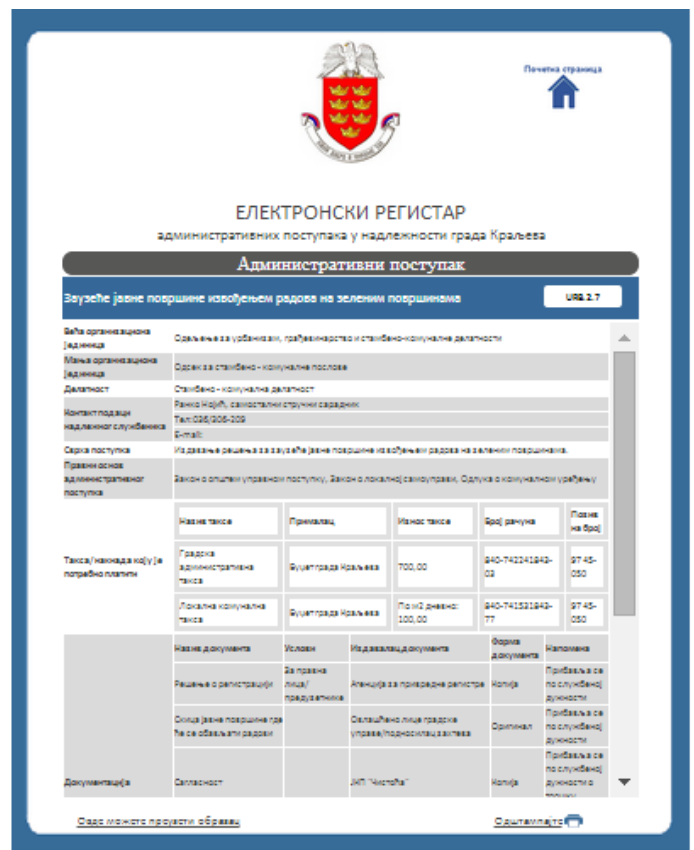 Почетна страница
ЕЛЕКТРОНСКИ РЕГИСТАР
административних поступака у надлежности града Краљева
Административни поступак
Заузеће јавне површине извођењем радова на зеленим површинама
URB.2.7
Већа организациона
јединица
Одељење за урбанизам, грађевинарство и стамбено-комуналне делатности
Мања организациона
јединица
Одсек за стамбено - комуналне послове
Делатност
Стамбено - комунална делатност
Контакт подаци
надлежног службеника
Ранко Којић, самостални стручни сарадник
Тел:036/306-209
E-mail:
Сврха поступка
Издавање решења за заузеће јавне површине извођењем радова на зеленим површинама.
Правни основ
административног
поступка
Закон о општем управном поступку, Закон о локалној самоуправи, Одлука о комуналном уређењу
Такса/накнада коју је
потребно платити
Назив таксе
Прималац
Износ таксе
Број рачуна
Позив
на број
Градска
административна
такса
Буџет града Краљева
700,00
840-742241843-
03
97 45-
050
Локална комунална
такса
Буџет града Краљева
По м2 дневно:
100,00
840-741531843-
77
97 45-
050
Документација
Назив документа
Услови
Издавалац документа
Форма
документа
Напомена
Решење о регистрацији
За правна
лица/
предузетнике
Агенција за привредне регистре
Копија
Прибавља се
по службеној
дужности
Скица јавне површине где
ће се обављати радови
Овлашћено лице градске
управе/подносилац захтева
Оригинал
Прибавља се
по службеној
дужности
Сагласност
ЈКП "Чистоћа"
Копија
Прибавља се
по службеној
дужности о
Овде можете преузети образац
Одштампајте